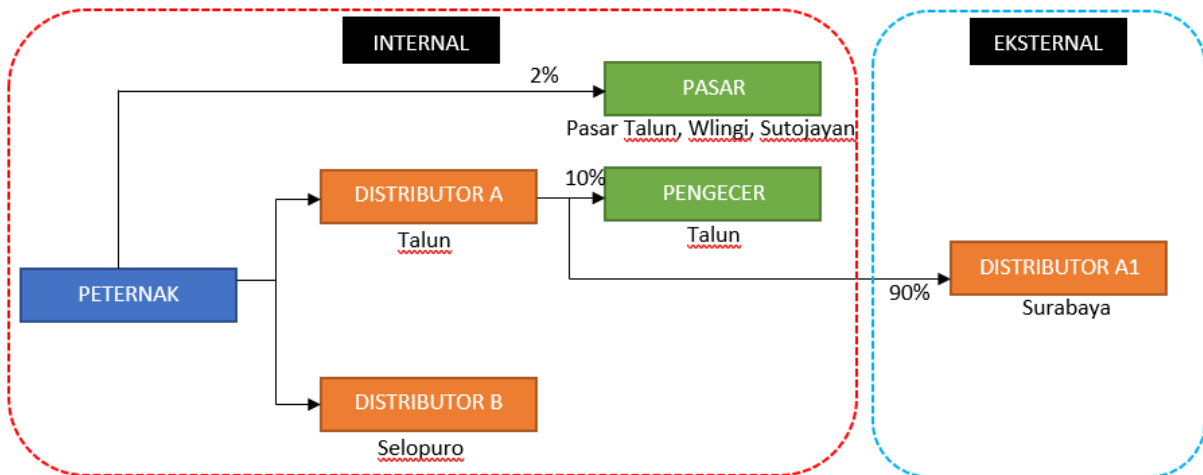 INTERNAL
EKSTERNAL
2%
PASAR
Pasar Talun, Wlingi, Sutojayan
DISTRIBUTOR A
10%
PENGECER
Talun
Talun
PETERNAK
90%
DISTRIBUTOR A1
Surabaya
DISTRIBUTOR B
Selopuro